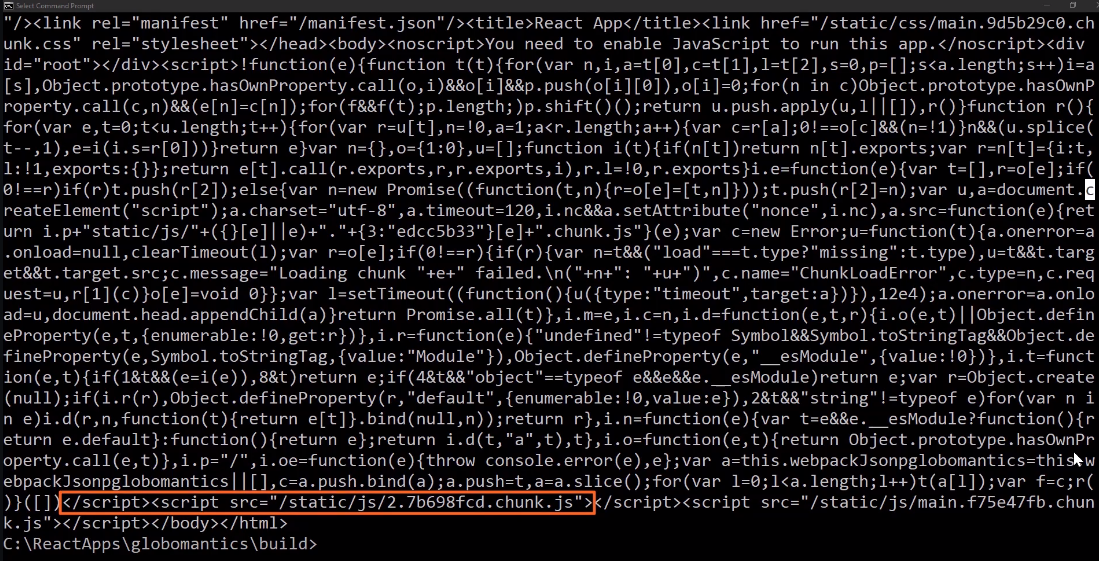 Select Command Prompt
"/><link rel="manifest" href="/manifest.json"/><title>React App</title><link href="/static/css/main.9d5b29c0.ch
unk.css" rel="stylesheet"></head><body><noscript>You need to enable JavaScript to run this app.</noscript><div 
id="root"></div><script>!function(e){function t(t){for(var n,i,a=t[0],c=t[1],l=t[2],s=0,p=[];s<a.length;s++)i=a
[s],Object.prototype.hasOwnProperty.call(o,i)&&o[i]&&p.push(o[i][0]),o[i]=0;for(n in c)Object.prototype.hasOwnP
roperty.call(c,n)&&(e[n]=c[n]);for(f&&f(t);p.length;)p.shift()();return u.push.apply(u,l||[]),r()}function r(){
for(var e,t=0;t<u.length;t++){for(var r=u[t],n=!0,a=1;a<r.length;a++){var c=r[a];0!==o[c]&&(n=!1)}n&&(u.splice(
t--,1),e=i(i.s=r[0]))}return e}var n={},o={1:0},u=[];function i(t){if(n[t])return n[t].exports;var r=n[t]={i:t,
l:!1,exports:{}};return e[t].call(r.exports,r,r.exports,i),r.l=!0,r.exports}i.e=function(e){var t=[],r=o[e];if(
0!==r)if(r)t.push(r[2]);else{var n=new Promise((function(t,n){r=o[e]=[t,n]}));t.push(r[2]=n);var u,a=document.c
reateElement("script");a.charset="utf-8",a.timeout=120,i.nc&&a.setAttribute("nonce",i.nc),a.src=function(e){ret
urn i.p+"static/js/"+({}[e]||e)+"."+{3:"edcc5b33"}[e]+".chunk.js"}(e);var c=new Error;u=function(t){a.onerror=a
.onload=null,clearTimeout(l);var r=o[e];if(0!==r){if(r){var n=t&&("load"===t.type?"missing":t.type),u=t&&t.targ
et&&t.target.src;c.message="Loading chunk "+e+" failed.\n("+n+": "+u+")",c.name="ChunkLoadError",c.type=n,c.req
uest=u,r[1](c)}o[e]=void 0}};var l=setTimeout((function(){u({type:"timeout",target:a})}),12e4);a.onerror=a.onlo
ad=u,document.head.appendChild(a)}return Promise.all(t)},i.m=e,i.c=n,i.d=function(e,t,r){i.o(e,t)||Object.defin
eProperty(e,t,{enumerable:!0,get:r})},i.r=function(e){"undefined"!=typeof Symbol&&Symbol.toStringTag&&Object.de
fineProperty(e,Symbol.toStringTag,{value:"Module"}),Object.defineProperty(e,"__esModule",{value:!0})},i.t=funct
ion(e,t){if(1&t&&(e=i(e)),8&t)return e;if(4&t&&"object"==typeof e&&e&&e.__esModule)return e;var r=Object.create
(null);if(i.r(r),Object.defineProperty(r,"default",{enumerable:!0,value:e}),2&t&&"string"!=typeof e)for(var n i
n e)i.d(r,n,function(t){return e[t]}.bind(null,n));return r},i.n=function(e){var t=e&&e.__esModule?function(){r
eturn e.default}:function(){return e};return i.d(t,"a",t),t},i.o=function(e,t){return Object.prototype.hasOwnPr
operty.call(e,t)},i.p="/",i.oe=function(e){throw console.error(e),e};var a=this.webpackJsonpglobomantics=this.w
ebpackJsonpglobomantics||[],c=a.push.bind(a);a.push=t,a=a.slice();for(var l=0;l<a.length;l++)t(a[l]);var f=c;r(
)}([])</script><script src="/static/js/2.7b698fcd.chunk.js"></script><script src="/static/js/main.f75e47fb.chun
k.js"></script></body></html>
C:\ReactApps\globomantics\build>